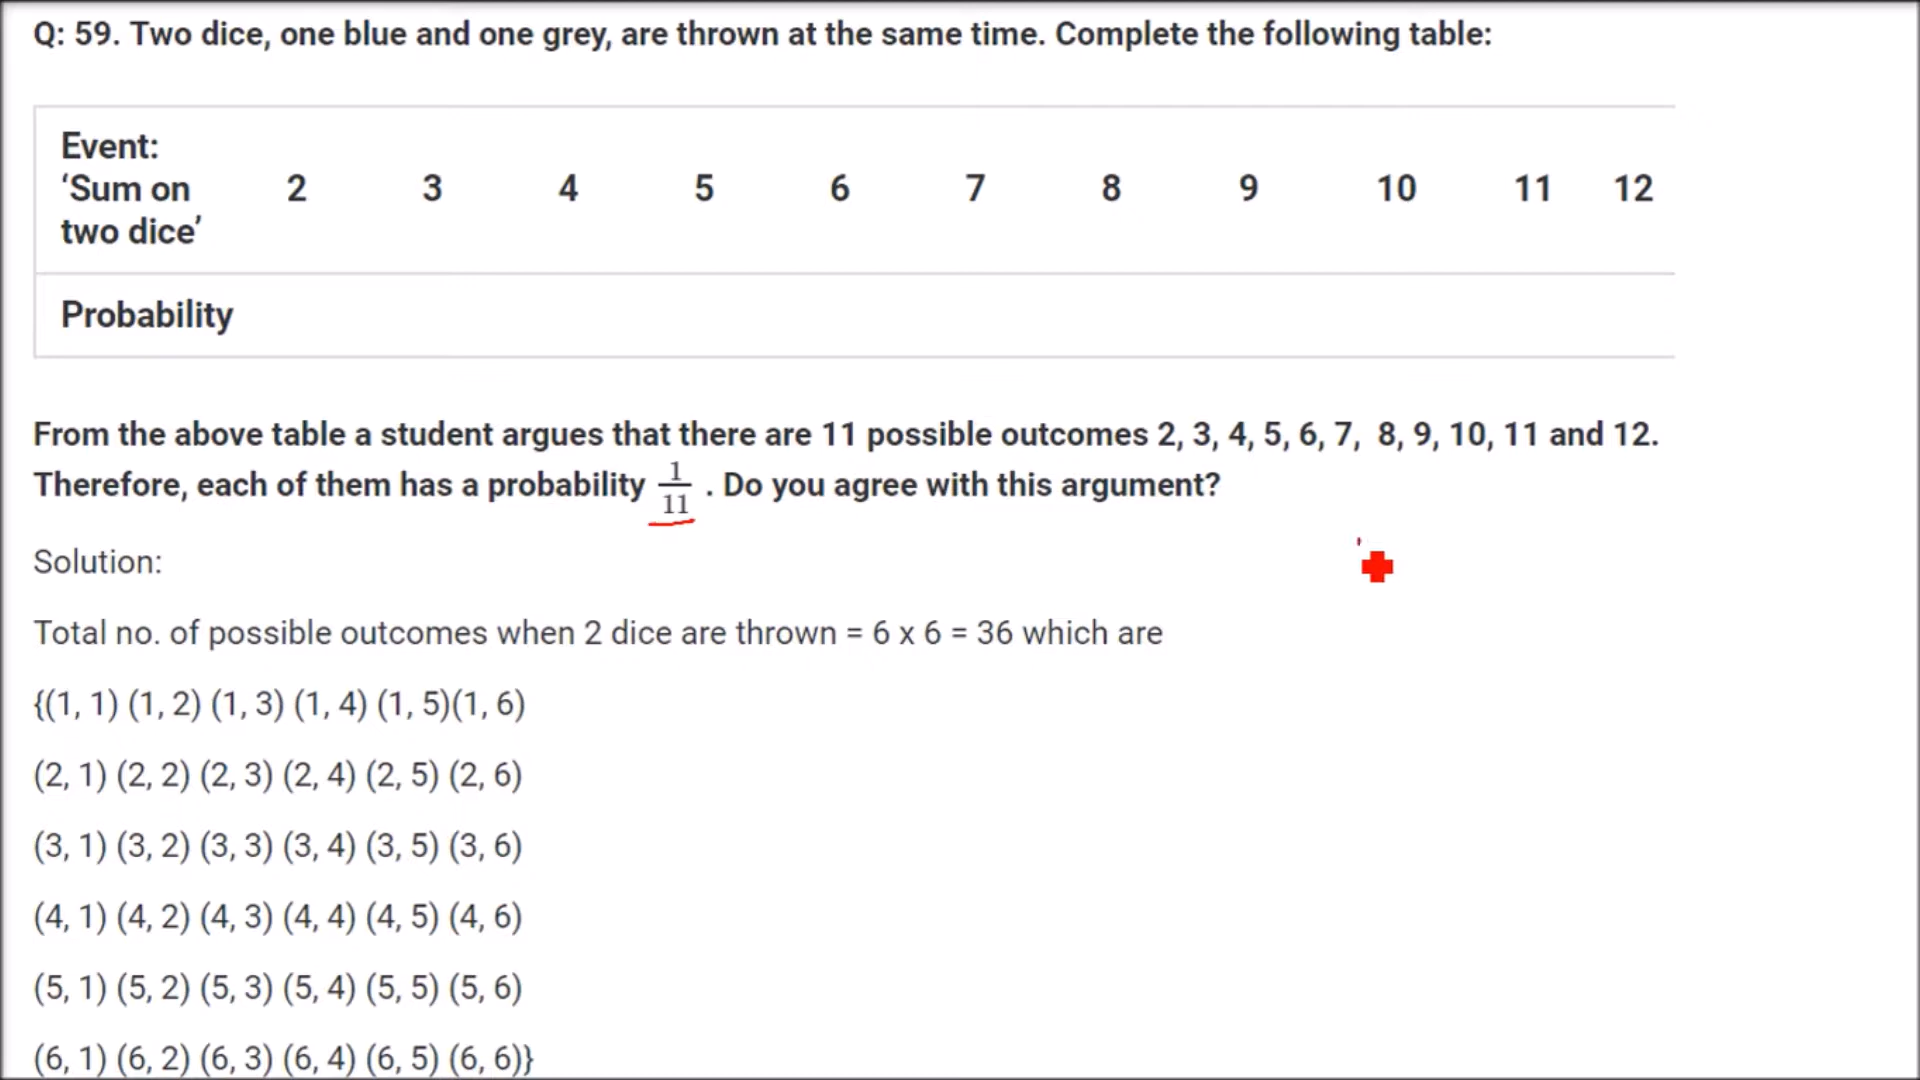 Q: 59. Two dice, one blue and one grey, are thrown at the same time. Complete the following table:
Event:
‘Sum on
two dice’
2 3 4 5 6 7 8 9 10 11 12
Probability
From the above table a student argues that there are 11 possible outcomes 2, 3, 4, 5, 6, 7, 8, 9, 10, 11 and 12.
Therefore, each of them has a probability 1/11 . Do you agree with this argument?
Solution:
Total no. of possible outcomes when 2 dice are thrown = 6 x 6 = 36 which are
{(1, 1) (1, 2) (1, 3) (1, 4) (1, 5)(1, 6)
(2, 1) (2, 2) (2, 3) (2, 4) (2, 5) (2, 6)
(3, 1) (3, 2) (3, 3) (3, 4) (3, 5) (3, 6)
(4, 1) (4, 2) (4, 3) (4, 4) (4, 5) (4, 6)
(5, 1) (5, 2) (5, 3) (5, 4) (5, 5) (5, 6)
(6, 1) (6, 2) (6, 3) (6, 4) (6, 5) (6, 6)}